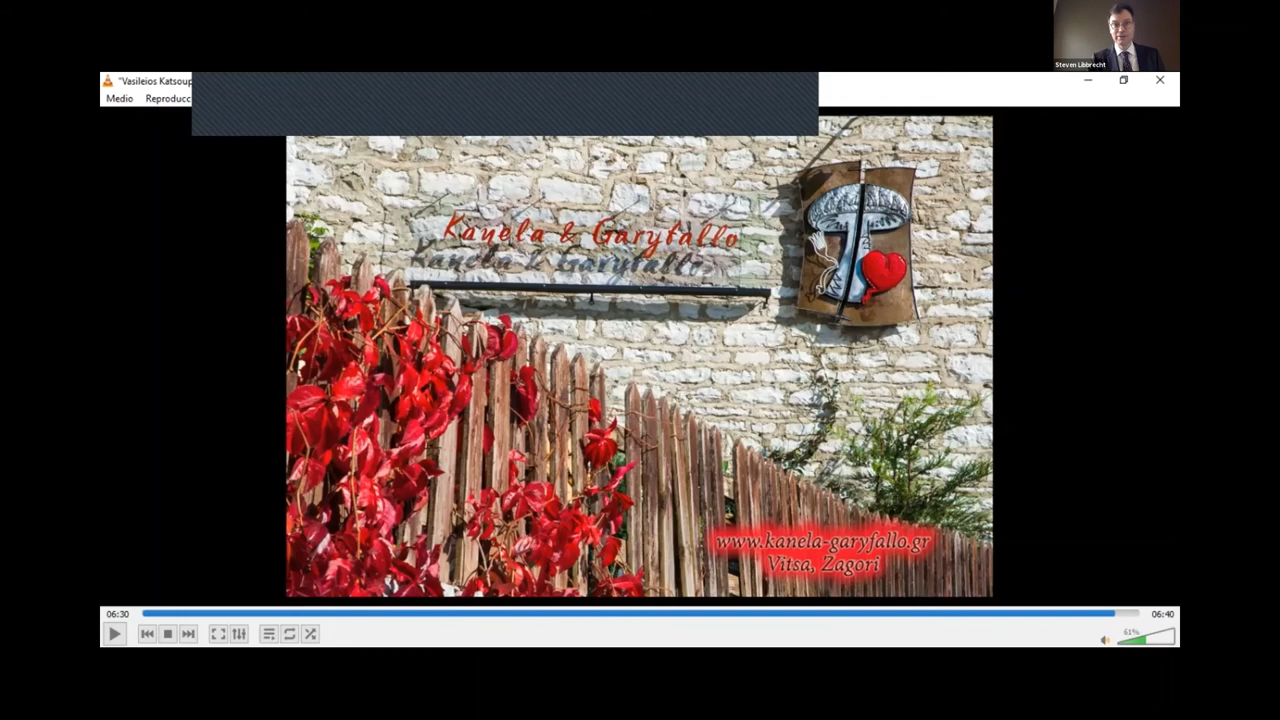 Steven Libbrecht
"Vasileios Katsoup
Medio Reproducc
Kanela & Garyfallo
www.kanela-garyfallo.gr
Vitsa, Zagori
06:30
06:40
61%